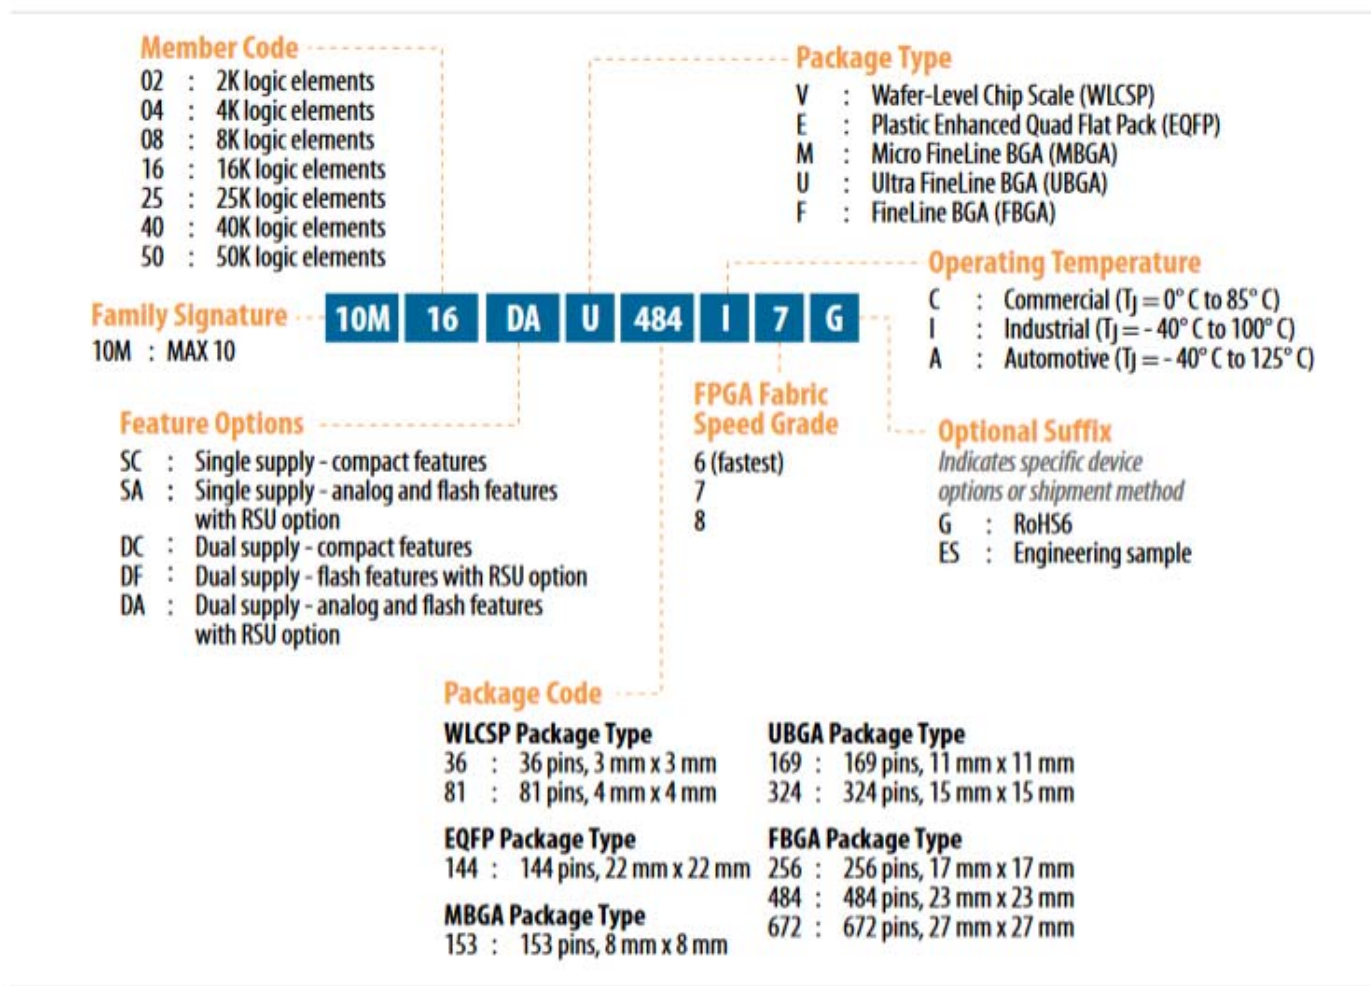 Member Code
02 : 2K logic elements
04 : 4K logic elements
08 : 8K logic elements
16 : 16K logic elements
25 : 25K logic elements
40 : 40K logic elements
50 : 50K logic elements
Package Type
V : Wafer-Level Chip Scale (WLCSP)
E : Plastic Enhanced Quad Flat Pack (EQFP)
M : Micro FineLine BGA (MBGA)
U : Ultra FineLine BGA (UBGA)
F : FineLine BGA (FBGA)
Operating Temperature
C : Commercial (TJ = 0° C to 85° C)
I : Industrial (TJ = - 40° C to 100° C)
A : Automotive (TJ = - 40° C to 125° C)
Family Signature
10M : MAX 10
10M 16 DA U 484 I 7 G
Feature Options
SC : Single supply - compact features
SA : Single supply - analog and flash features
with RSU option
DC : Dual supply - compact features
DF : Dual supply - flash features with RSU option
DA : Dual supply - analog and flash features
with RSU option
FPGA Fabric
Speed Grade
6 (fastest)
7
8
Optional Suffix
Indicates specific device
options or shipment method
G : RoHS6
ES : Engineering sample
Package Code
WLCSP Package Type
36 : 36 pins, 3 mm x 3 mm
81 : 81 pins, 4 mm x 4 mm
EQFP Package Type
144 : 144 pins, 22 mm x 22 mm
MBGA Package Type
153 : 153 pins, 8 mm x 8 mm
UBGA Package Type
169 : 169 pins, 11 mm x 11 mm
324 : 324 pins, 15 mm x 15 mm
FBGA Package Type
256 : 256 pins, 17 mm x 17 mm
484 : 484 pins, 23 mm x 23 mm
672 : 672 pins, 27 mm x 27 mm